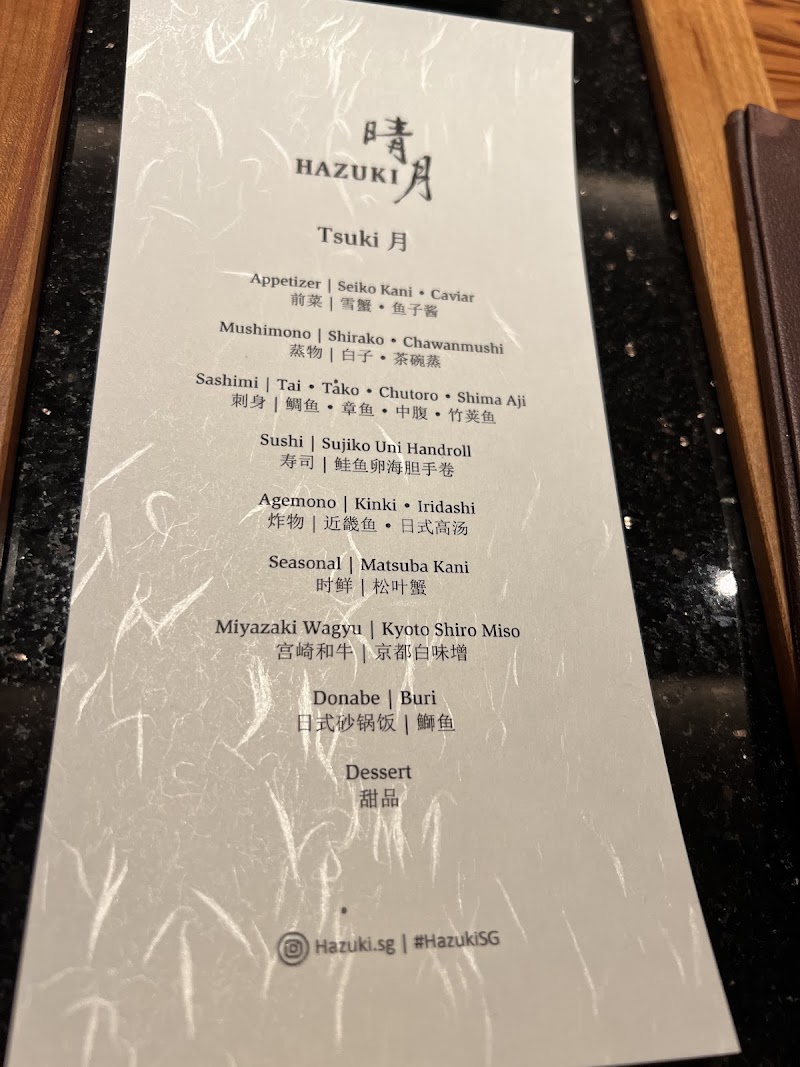 晴月
HAZUKI
Tsuki 月
Appetizer | Seiko Kani • Caviar
前菜 | 雪蟹 • 鱼子酱
Mushimono | Shirako • Chawanmushi
蒸物 | 白子 • 茶碗蒸
Sashimi | Tai • Tako • Chutoro • Shima Aji
刺身 | 鲷鱼 • 章鱼 • 中腹 • 竹荚鱼
Sushi | Sujiko Uni Handroll
寿司 | 鲑鱼卵海胆手卷
Agemono | Kinki • Iridashi
炸物 | 近畿鱼 • 日式高汤
Seasonal | Matsuba Kani
时鲜 | 松叶蟹
Miyazaki Wagyu | Kyoto Shiro Miso
宫崎和牛 | 京都白味增
Donabe | Buri
日式砂锅饭 | 鰤鱼
Dessert
甜品
Hazuki.sg | #HazukiSG